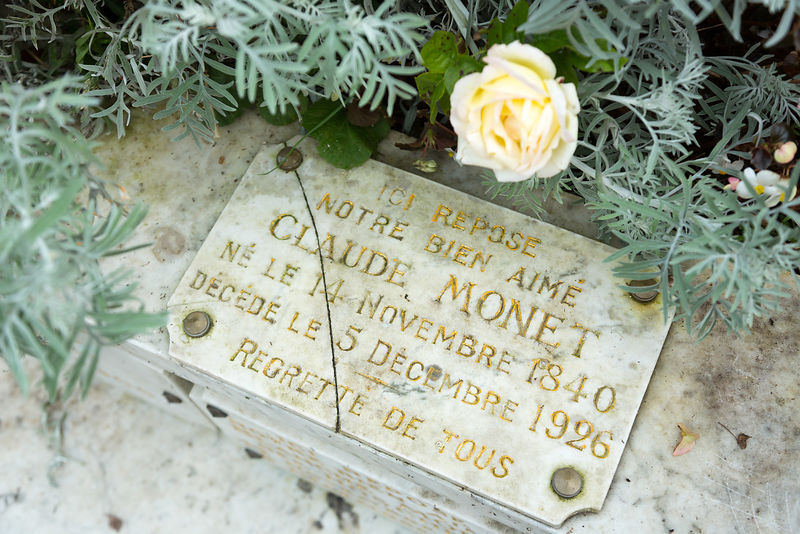 ICI REPOSE
NOTRE BIEN AIMÉ
CLAUDE MONET
NÉ LE 14 NOVEMBRE 1840
DÉCÉDÉ LE 5 DÉCEMBRE 1926
REGRETTE DE TOUS